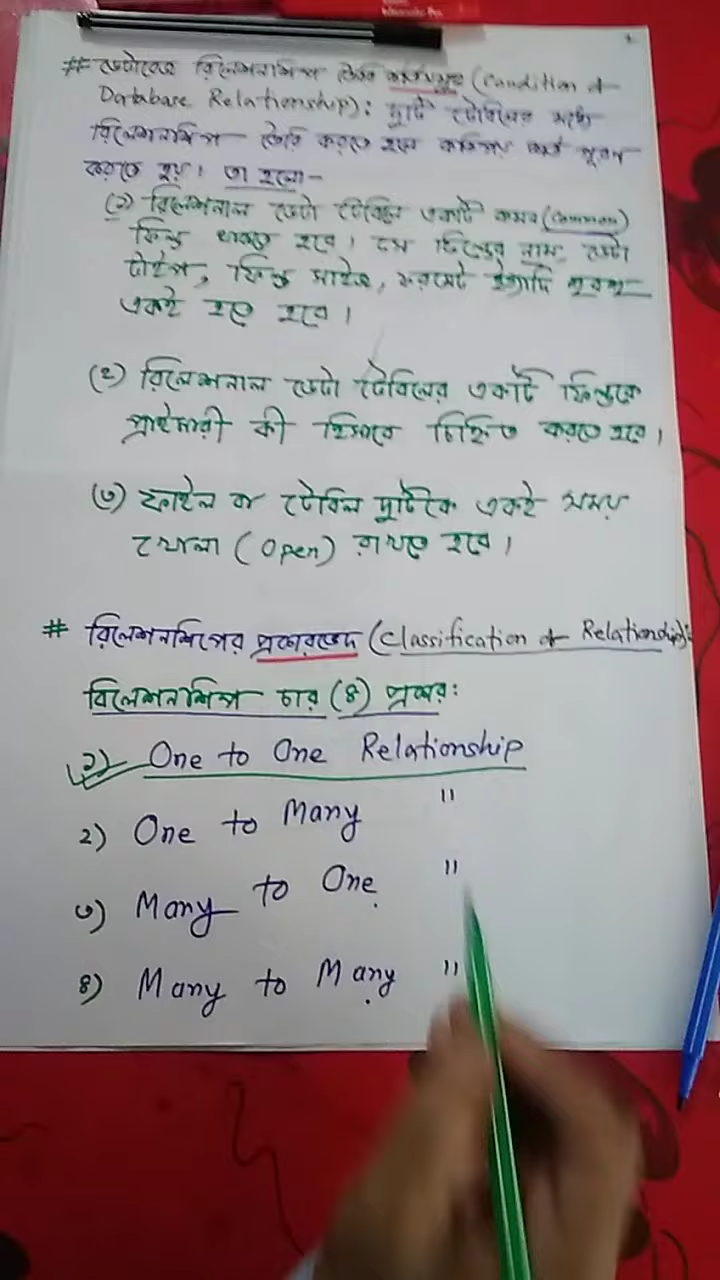 # ডেটাবেজ রিলেশনশিপ তৈরির শর্তসমূহ (Condition of
Database Relationship): দুটি টেবিলের মধ্যে
রিলেশনশিপ তৈরি করতে হলে কতিপয় শর্ত পূরণ
করতে হয়। তা হলো-
(১) রিলেশনাল ডেটা টেবিলে একটি কমন (Common)
ফিল্ড থাকতে হবে। কমন ফিল্ডের নাম, ডেটা
টাইপ, ফিল্ড সাইজ, ফরমেট ইত্যাদি হুবহু
একই হতে হবে।
(২) রিলেশনাল ডেটা টেবিলের একটি ফিল্ডকে
প্রাইমারী কী হিসাবে চিহ্নিত করতে হবে।
(৩) ফাইল বা টেবিল দুটিকে একই সময়
খোলা (Open) রাখতে হবে।
# রিলেশনশিপের প্রকারভেদ (Classification of Relationship):
রিলেশনশিপ চার (৪) প্রকার:
১) One to One Relationship
২) One to Many "
৩) Many to One "
৪) Many to Many "